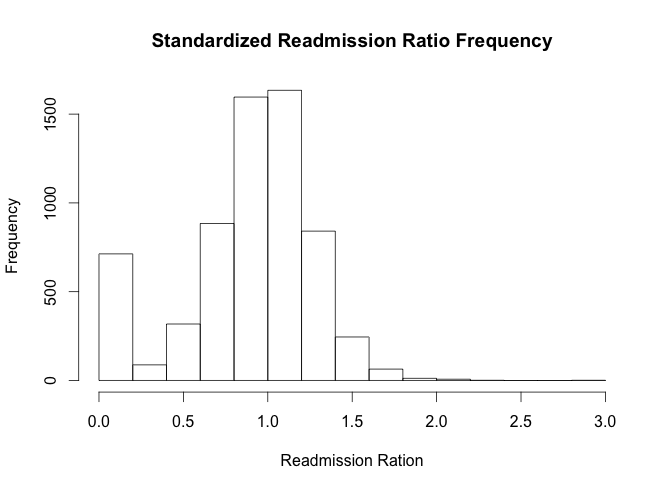 Standardized Readmission Ratio Frequency
Frequency
1500
1000
500
0
0.0 0.5 1.0 1.5 2.0 2.5 3.0
Readmission Ration